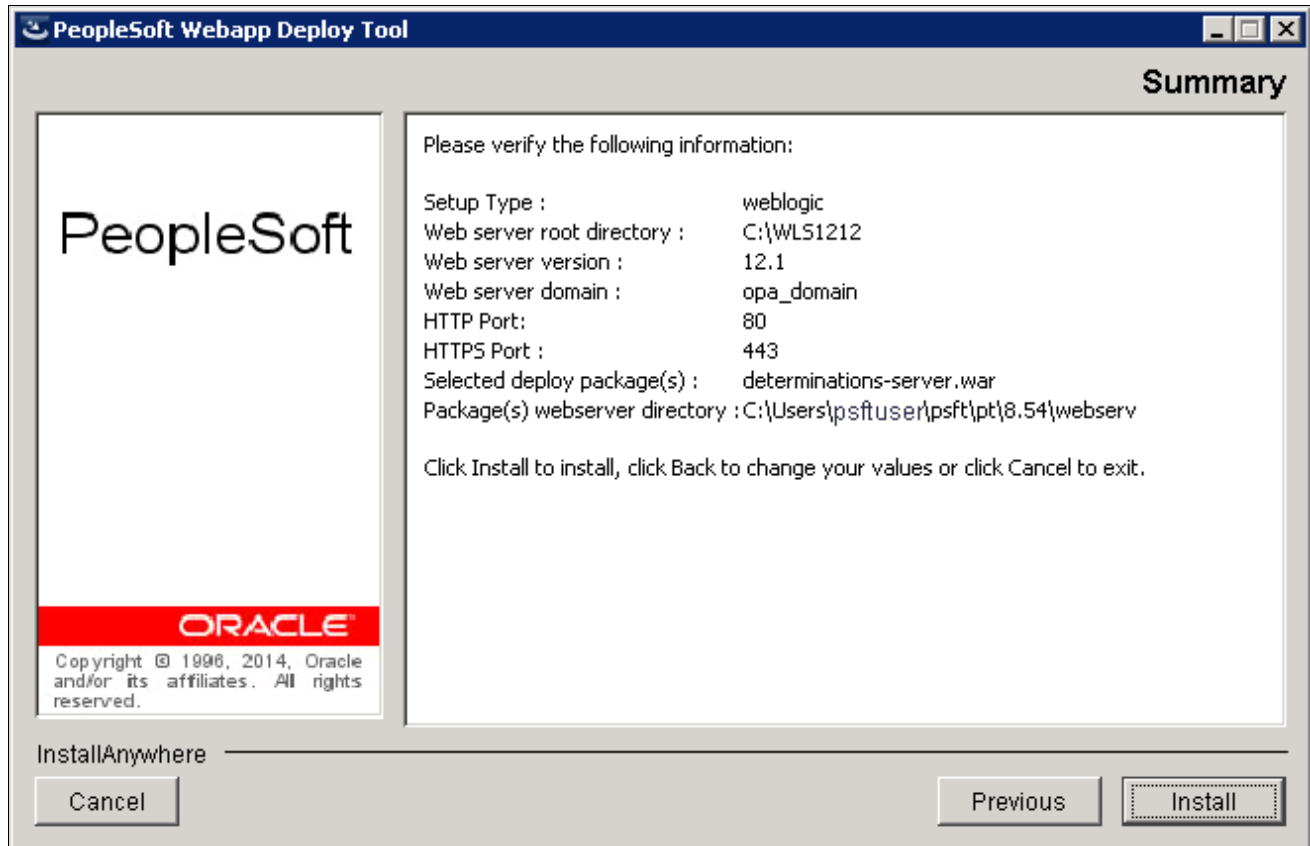 PeopleSoft Webapp Deploy Tool
Summary
PeopleSoft
ORACLE
Copyright © 1996, 2014, Oracle
and/or its affiliates. All rights
reserved.
Please verify the following information:
Setup Type : weblogic
Web server root directory : C:\WLS1212
Web server version : 12.1
Web server domain : opa_domain
HTTP Port: 80
HTTPS Port : 443
Selected deploy package(s) : determinations-server.war
Package(s) webserver directory :C:\Users\psftuser\psft\pt\8.54\webserv
Click Install to install, click Back to change your values or click Cancel to exit.
InstallAnywhere
Cancel
Previous
Install